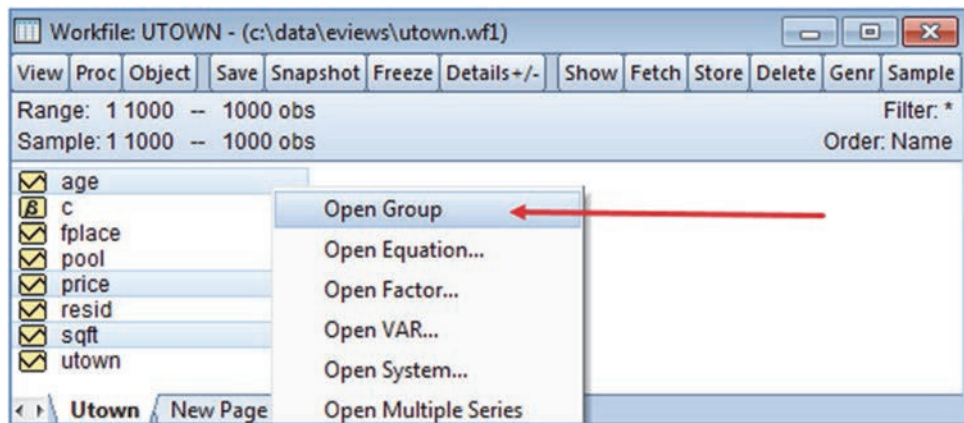 Workfile: UTOWN - (c:\data\eviews\utown.wf1)
View Proc Object Save Snapshot Freeze Details+/- Show Fetch Store Delete Genr Sample
Range: 1 1000 -- 1000 obs Filter: *
Sample: 1 1000 -- 1000 obs Order: Name
age
β c
fplace
pool
price
resid
sqft
utown
Open Group
Open Equation...
Open Factor...
Open VAR...
Open System...
Open Multiple Series
Utown New Page